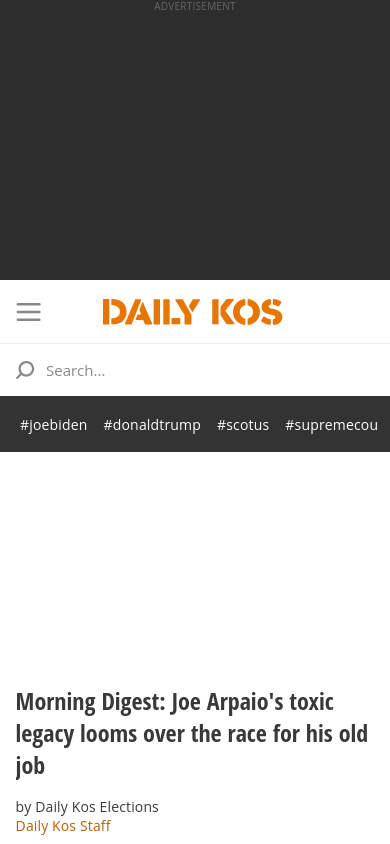 ADVERTISEMENT
DAILY KOS
Search...
#joebiden #donaldtrump #scotus #supremecou
Morning Digest: Joe Arpaio's toxic
legacy looms over the race for his old
job
by Daily Kos Elections
Daily Kos Staff